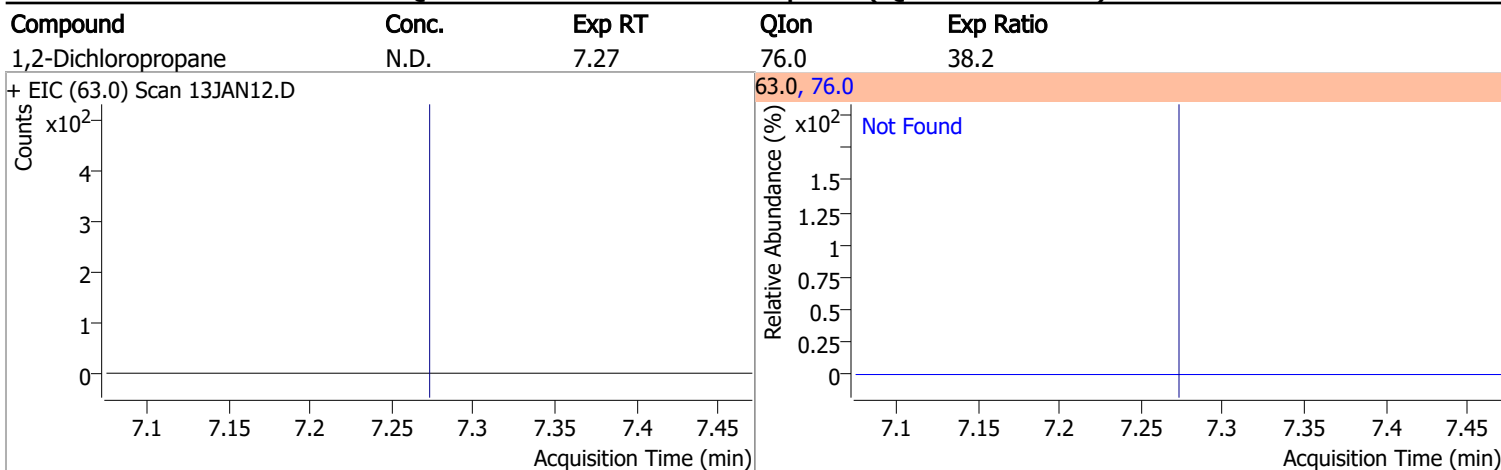 Compound Conc. Exp RT QIon Exp Ratio
1,2-Dichloropropane N.D. 7.27 76.0 38.2
+ EIC (63.0) Scan 13JAN12.D
Counts
x10²
4
3
2
1
0
7.1 7.15 7.2 7.25 7.3 7.35 7.4 7.45
Acquisition Time (min)
63.0, 76.0
Relative Abundance (%)
x10²
Not Found
1.5
1.25
1
0.75
0.5
0.25
0
7.1 7.15 7.2 7.25 7.3 7.35 7.4 7.45
Acquisition Time (min)